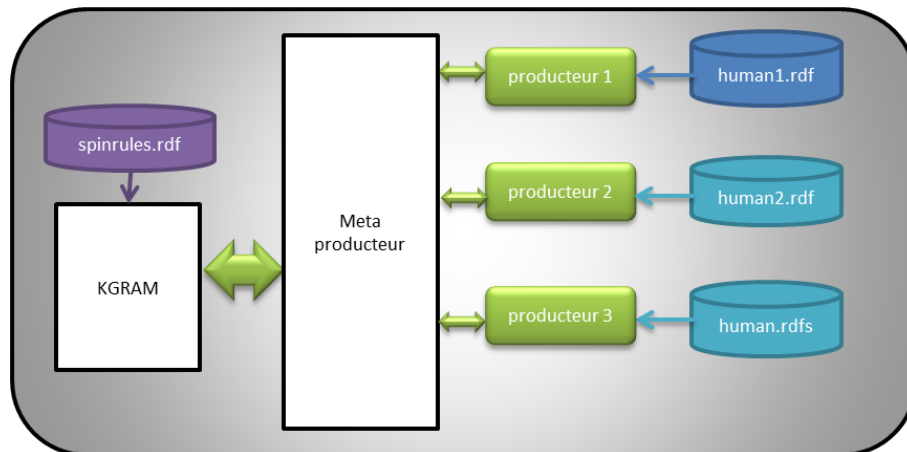 producteur 1
human1.rdf
spinrules.rdf
producteur 2
human2.rdf
Meta
producteur
KGRAM
producteur 3
human.rdfs